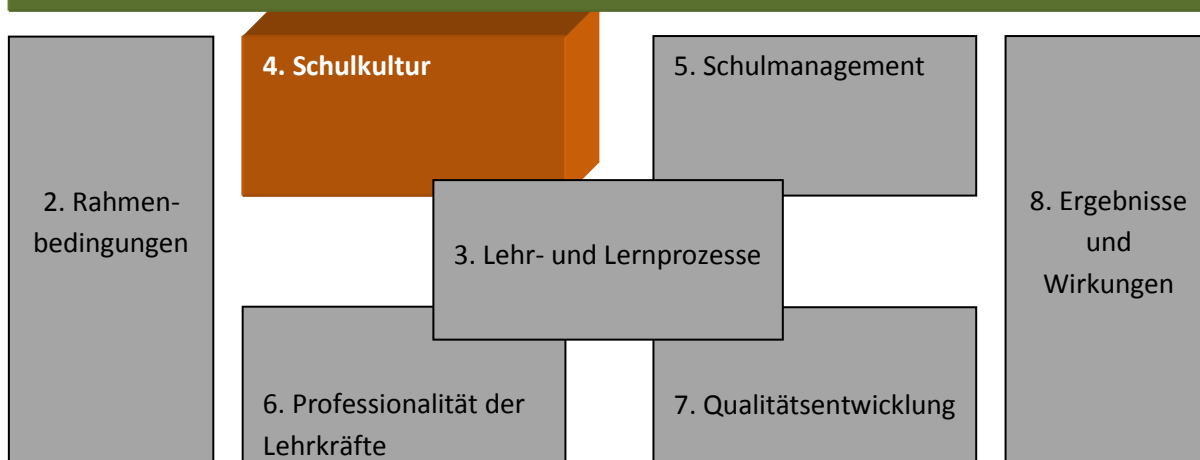 4. Schulkultur
5. Schulmanagement
2. Rahmen-
bedingungen
3. Lehr- und Lernprozesse
8. Ergebnisse
und
Wirkungen
6. Professionalität der
Lehrkräfte
7. Qualitätsentwicklung